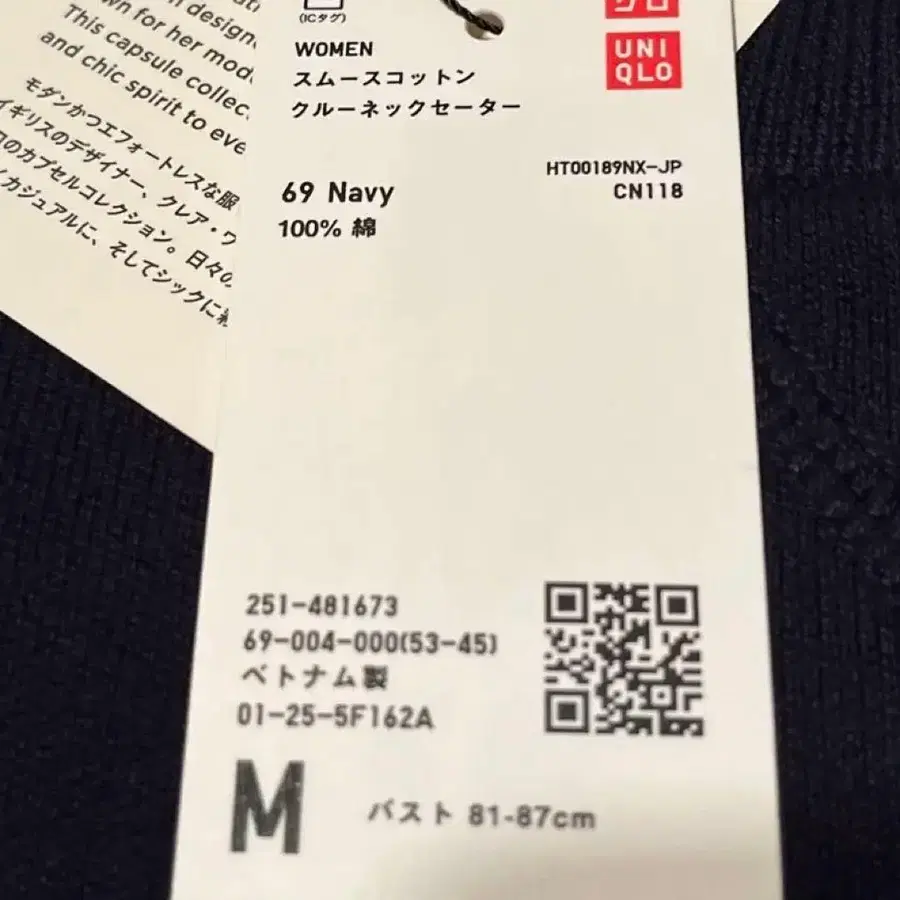 design
wn for her mod
This capsule collec
and chic spirit to eve
モダンかつエフォートレスな服
イギリスのデザイナー、クレア・ワ
のカプセルコレクション。日々の
カジュアルに、そしてシックに
(ICタグ)
WOMEN
スムースコットン
クルーネックセーター
UNI
QLO
HT00189NX-JP
CN118
69 Navy
100% 綿
251-481673
69-004-000(53-45)
ベトナム製
01-25-5F162A
M
バスト 81-87cm